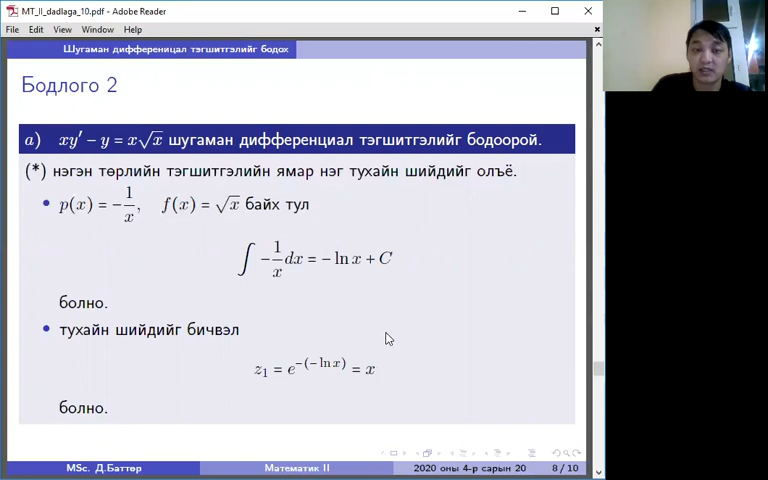 MT_II_dadlaga_10.pdf - Adobe Reader
File Edit View Window Help
Шугаман дифференицал тэгшитгэлийг бодох
Бодлого 2
a) xy′ − y = x√x шугаман дифференциал тэгшитгэлийг бодоорой.
(*) нэгэн төрлийн тэгшитгэлийн ямар нэг тухайн шийдийг олъё.
• p(x) = −1/x, f(x) = √x байх тул
∫ −1/x dx = − ln x + C
болно.
• тухайн шийдийг бичвэл
z₁ = e^−(− ln x) = x
болно.
MSc. Д.Баттөр Математик II 2020 оны 4-р сарын 20 8 / 10